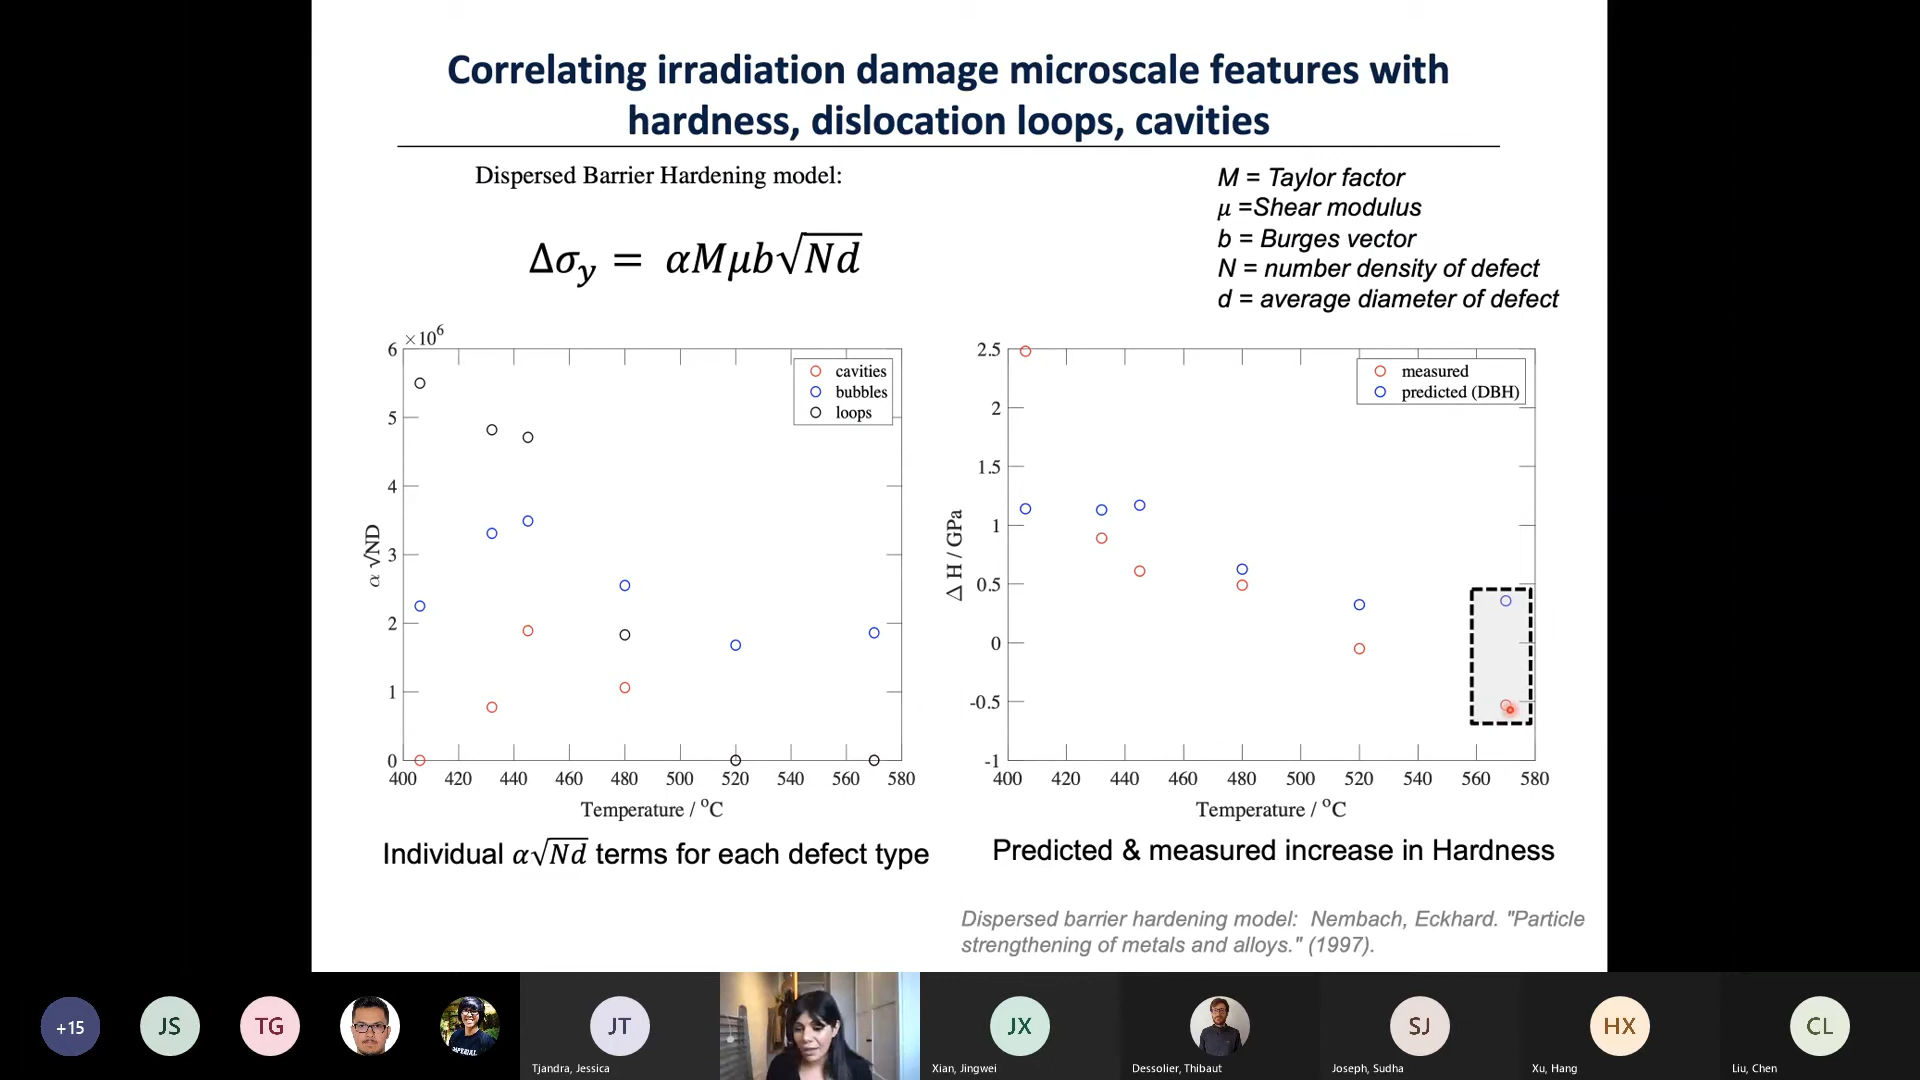 Correlating irradiation damage microscale features with
hardness, dislocation loops, cavities
Dispersed Barrier Hardening model:
Δσy = αMμb√Nd
M = Taylor factor
μ =Shear modulus
b = Burges vector
N = number density of defect
d = average diameter of defect
×10^6
6
5
4
3
2
1
0
α √ND
cavities
bubbles
loops
400 420 440 460 480 500 520 540 560 580
Temperature / °C
Individual α√Nd terms for each defect type
2.5
2
1.5
1
0.5
0
-0.5
-1
Δ H / GPa
measured
predicted (DBH)
400 420 440 460 480 500 520 540 560 580
Temperature / °C
Predicted & measured increase in Hardness
Dispersed barrier hardening model: Nembach, Eckhard. "Particle
strengthening of metals and alloys." (1997).
+15
JS
TG
IMPERIAL
JT
Tjandra, Jessica
JX
Xian, Jingwei
Dessolier, Thibaut
SJ
Joseph, Sudha
HX
Xu, Hang
CL
Liu, Chen